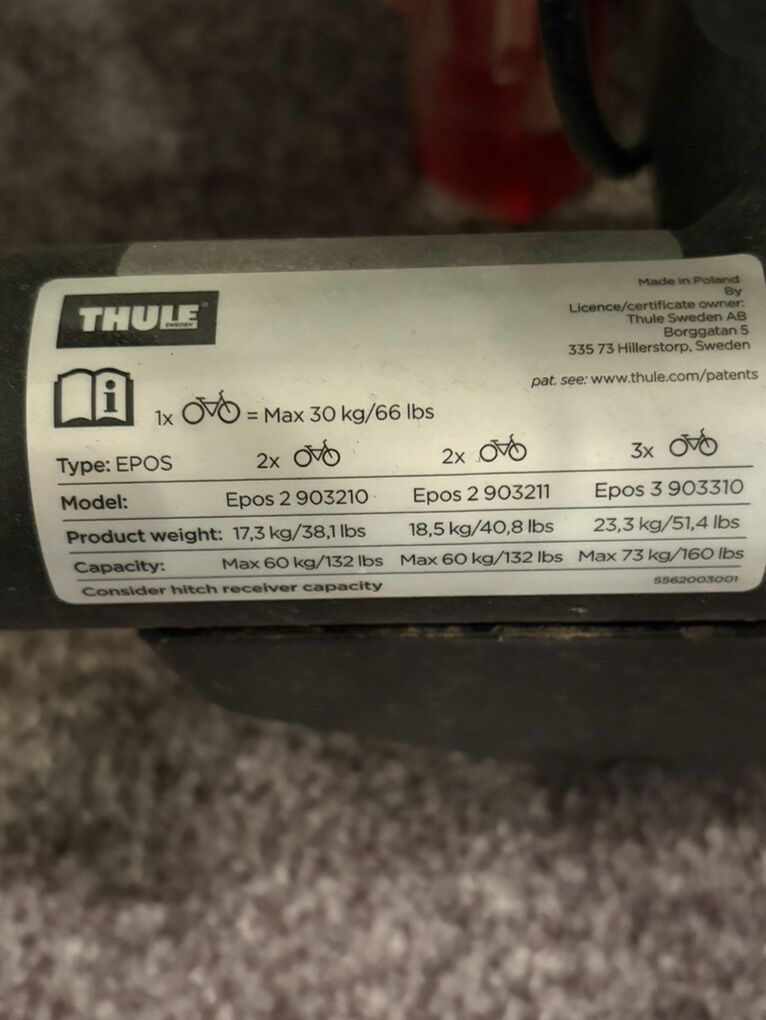 THULE
SWEDEN
Made in Poland
By
Licence/certificate owner:
Thule Sweden AB
Borggatan 5
335 73 Hillerstorp, Sweden
pat. see: www.thule.com/patents
i
1x = Max 30 kg/66 lbs
Type: EPOS 2x 2x 3x
Model: Epos 2 903210 Epos 2 903211 Epos 3 903310
Product weight: 17,3 kg/38,1 lbs 18,5 kg/40,8 lbs 23,3 kg/51,4 lbs
Capacity: Max 60 kg/132 lbs Max 60 kg/132 lbs Max 73 kg/160 lbs
Consider hitch receiver capacity 5562003001